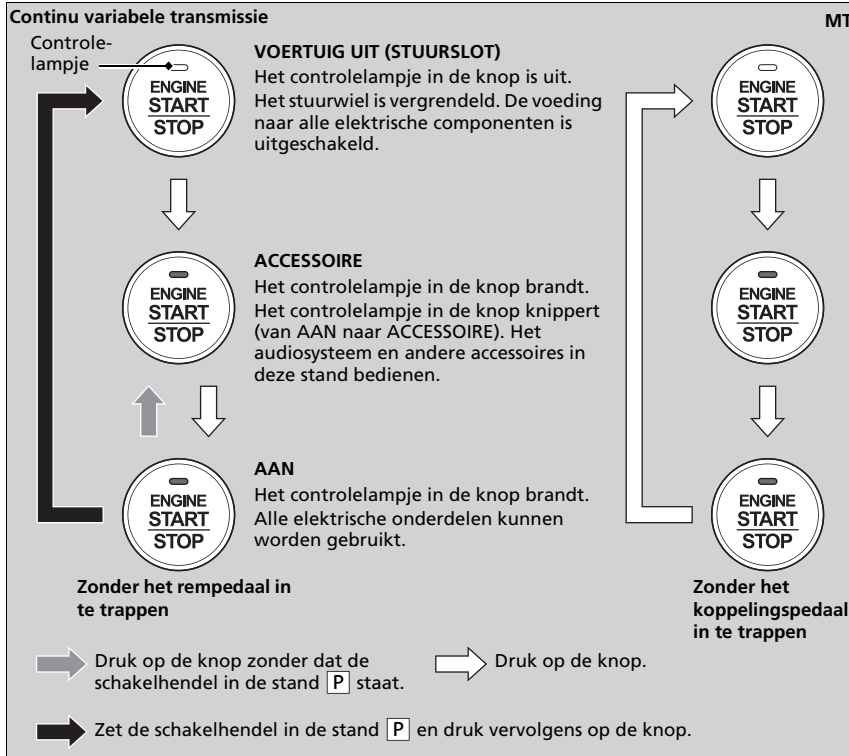 Continu variabele transmissie
MT
Controle-
lampje
ENGINE
START
STOP
VOERTUIG UIT (STUURSLOT)
Het controlelampje in de knop is uit.
Het stuurwiel is vergrendeld. De voeding
naar alle elektrische componenten is
uitgeschakeld.
ENGINE
START
STOP
ENGINE
START
STOP
ACCESSOIRE
Het controlelampje in de knop brandt.
Het controlelampje in de knop knippert
(van AAN naar ACCESSOIRE). Het
audiosysteem en andere accessoires in
deze stand bedienen.
ENGINE
START
STOP
ENGINE
START
STOP
AAN
Het controlelampje in de knop brandt.
Alle elektrische onderdelen kunnen
worden gebruikt.
ENGINE
START
STOP
Zonder het rempedaal in
te trappen
Zonder het
koppelingspedaal
in te trappen
Druk op de knop zonder dat de
schakelhendel in de stand P staat.
Druk op de knop.
Zet de schakelhendel in de stand P en druk vervolgens op de knop.